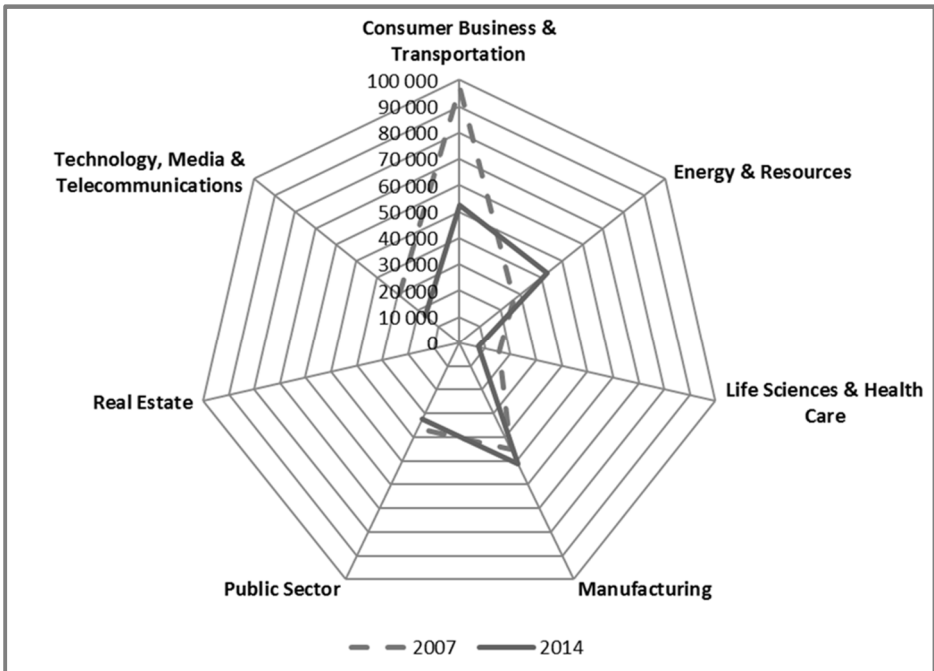 Consumer Business &
Transportation
100 000
90 000
80 000
70 000
60 000
50 000
40 000
30 000
20 000
10 000
0
Technology, Media &
Telecommunications
Energy & Resources
Real Estate
Life Sciences & Health
Care
Public Sector
Manufacturing
2007
2014